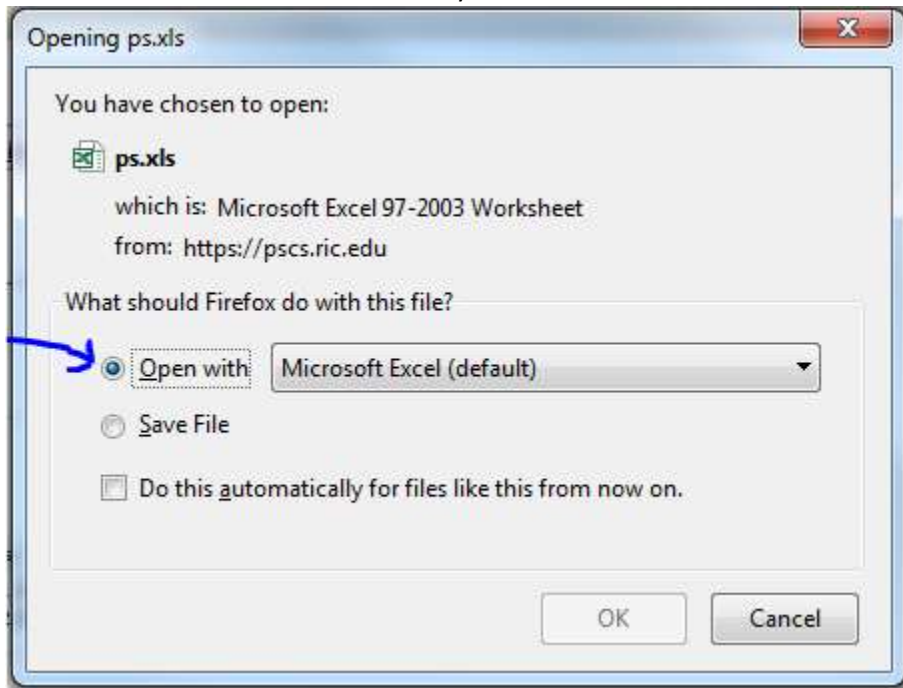 Opening ps.xls
You have chosen to open:
ps.xls
which is: Microsoft Excel 97-2003 Worksheet
from: https://pscs.ric.edu
What should Firefox do with this file?
Open with Microsoft Excel (default)
Save File
Do this automatically for files like this from now on.
OK Cancel